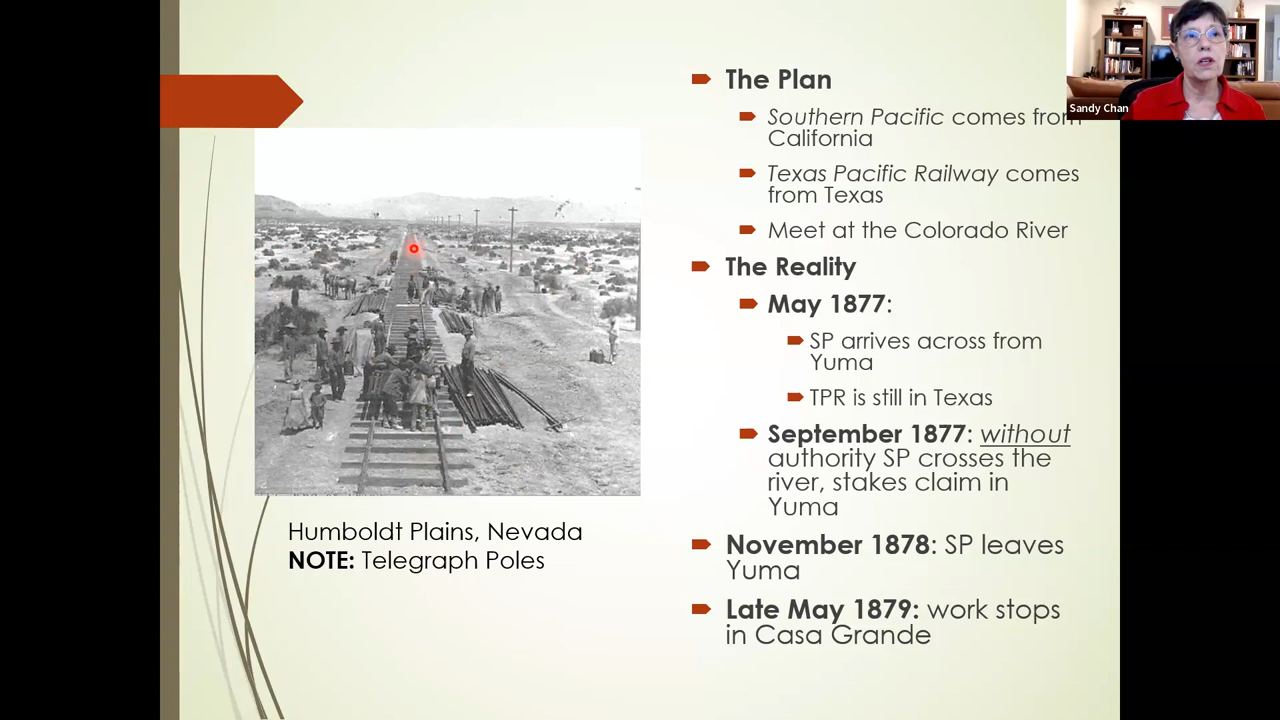 The Plan
Southern Pacific comes from
California
Texas Pacific Railway comes
from Texas
Meet at the Colorado River
The Reality
May 1877:
SP arrives across from
Yuma
TPR is still in Texas
September 1877: without
authority SP crosses the
river, stakes claim in
Yuma
November 1878: SP leaves
Yuma
Late May 1879: work stops
in Casa Grande
Humboldt Plains, Nevada
NOTE: Telegraph Poles
Sandy Chan